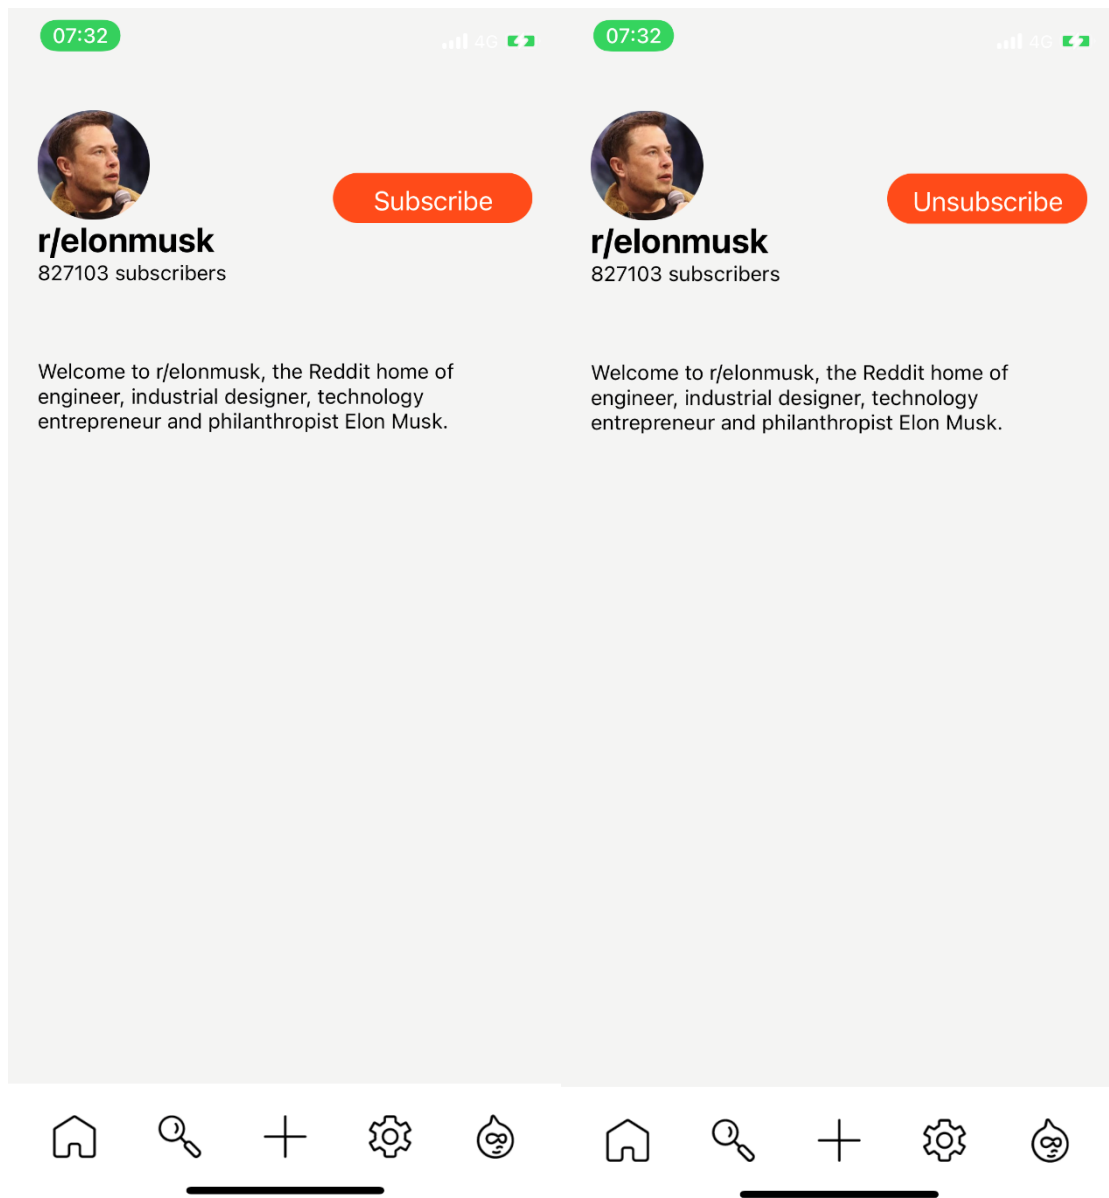 07:32
4G
Subscribe
r/elonmusk
827103 subscribers
Welcome to r/elonmusk, the Reddit home of
engineer, industrial designer, technology
entrepreneur and philanthropist Elon Musk.
07:32
4G
Unsubscribe
r/elonmusk
827103 subscribers
Welcome to r/elonmusk, the Reddit home of
engineer, industrial designer, technology
entrepreneur and philanthropist Elon Musk.